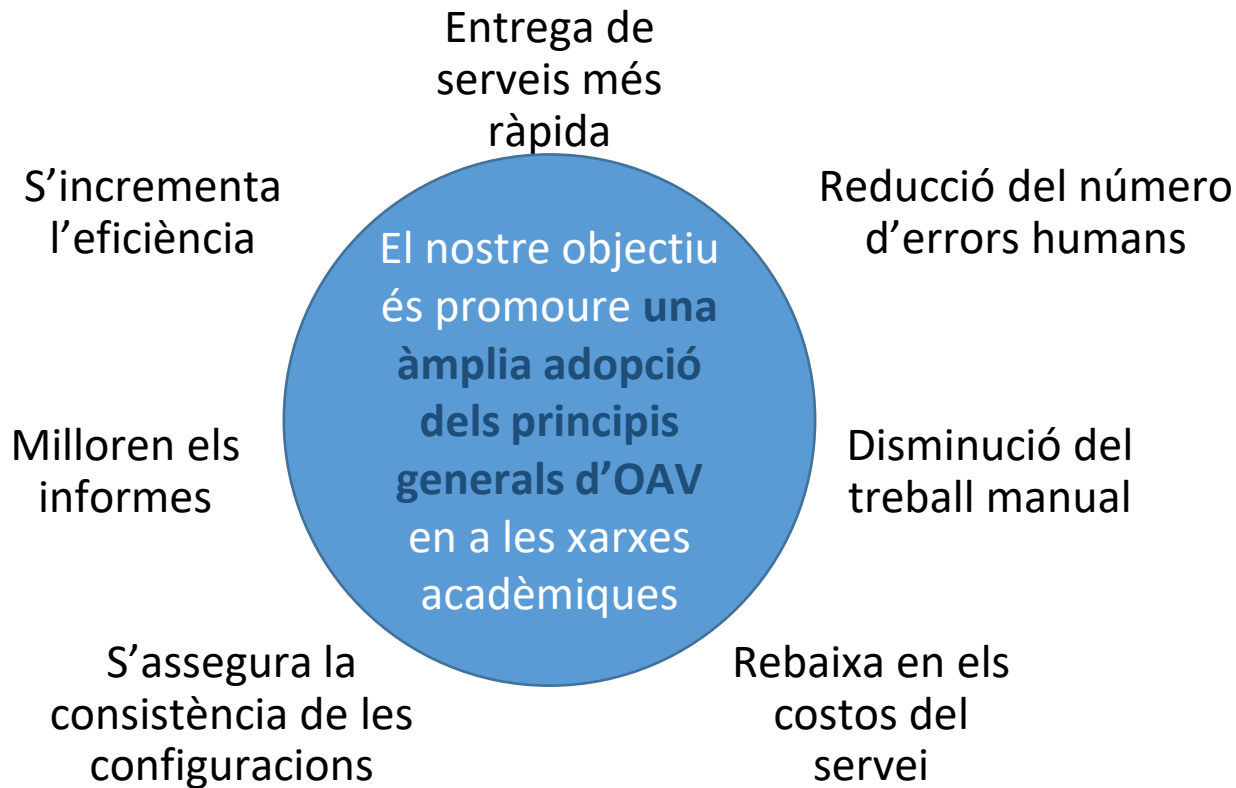 Entrega de
serveis més
ràpida
S’incrementa
l’eficiència
Reducció del número
d’errors humans
El nostre objectiu
és promoure una
àmplia adopció
dels principis
generals d’OAV
en a les xarxes
acadèmiques
Milloren els
informes
Disminució del
treball manual
S’assegura la
consistència de les
configuracions
Rebaixa en els
costos del
servei